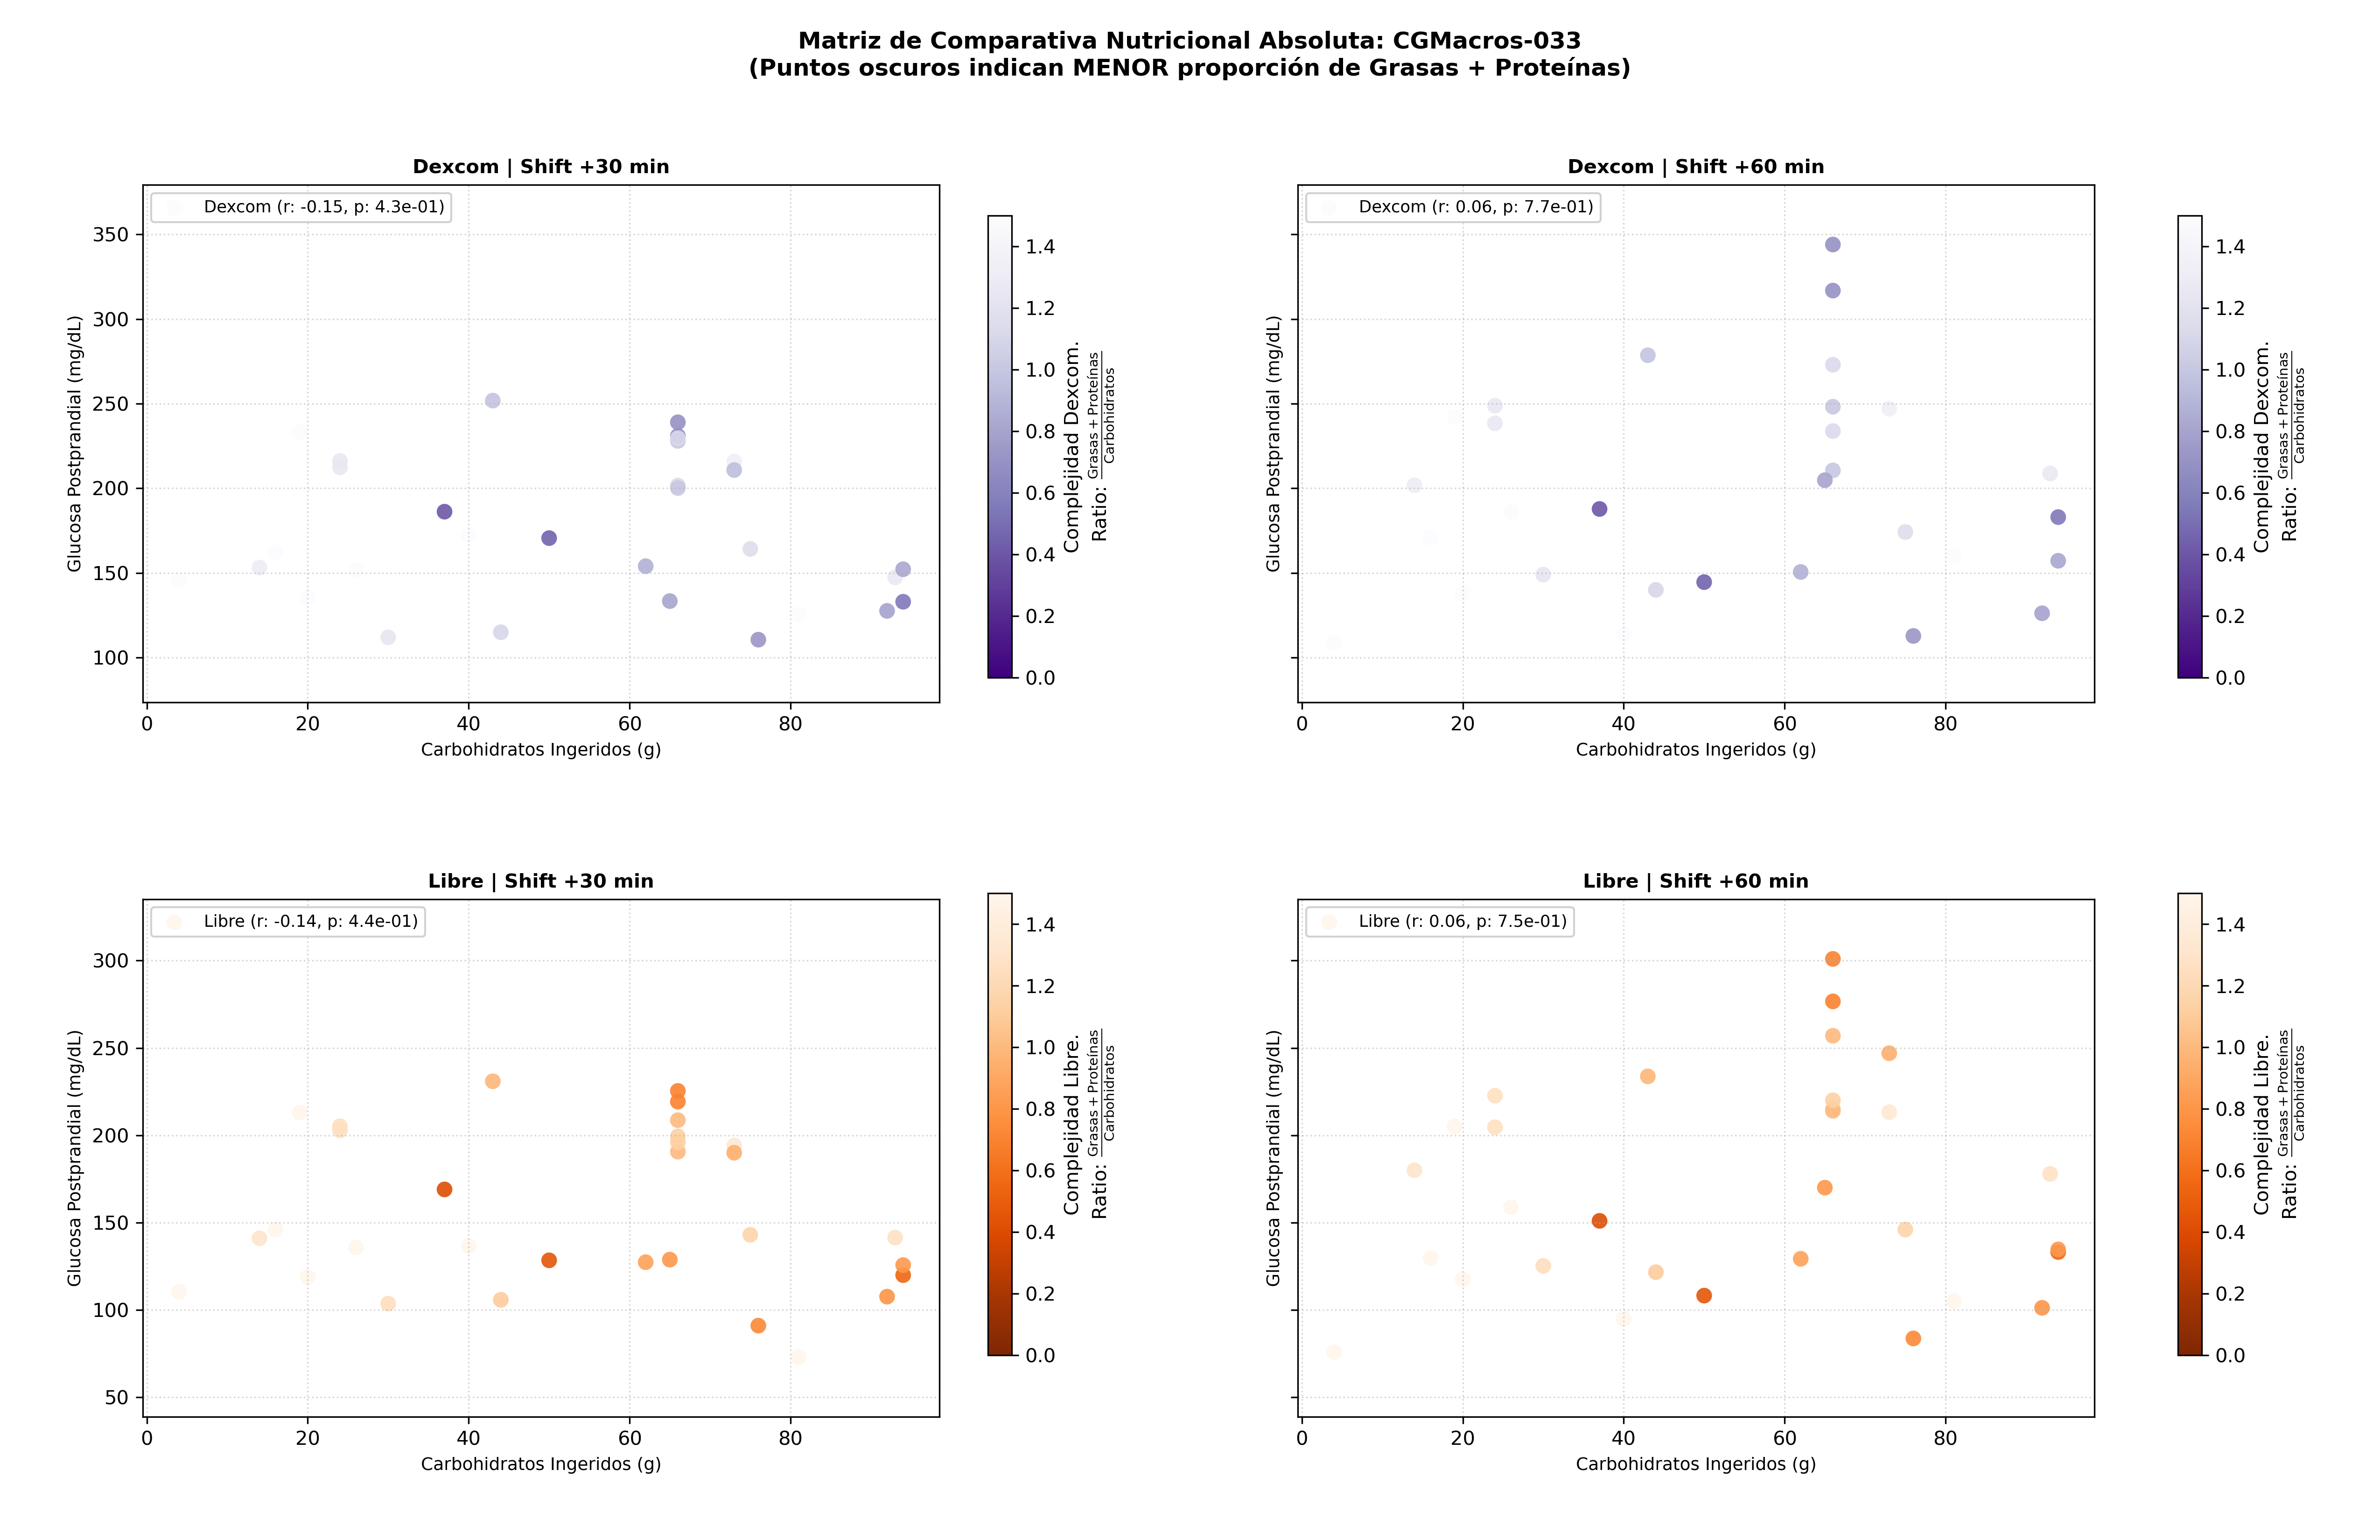 Matriz de Comparativa Nutricional Absoluta: CGMacros-033
(Puntos oscuros indican MENOR proporción de Grasas + Proteínas)
Dexcom | Shift +30 min
Dexcom (r: -0.15, p: 4.3e-01)
Glucosa Postprandial (mg/dL)
350
300
250
200
150
100
0 20 40 60 80
Carbohidratos Ingeridos (g)
1.4
1.2
1.0
0.8
0.6
0.4
0.2
0.0
Complejidad Dexcom.
Ratio: Grasas + Proteínas
Carbohidratos
Dexcom | Shift +60 min
Dexcom (r: 0.06, p: 7.7e-01)
Glucosa Postprandial (mg/dL)
0 20 40 60 80
Carbohidratos Ingeridos (g)
1.4
1.2
1.0
0.8
0.6
0.4
0.2
0.0
Complejidad Dexcom.
Ratio: Grasas + Proteínas
Carbohidratos
Libre | Shift +30 min
Libre (r: -0.14, p: 4.4e-01)
Glucosa Postprandial (mg/dL)
300
250
200
150
100
50
0 20 40 60 80
Carbohidratos Ingeridos (g)
1.4
1.2
1.0
0.8
0.6
0.4
0.2
0.0
Complejidad Libre.
Ratio: Grasas + Proteínas
Carbohidratos
Libre | Shift +60 min
Libre (r: 0.06, p: 7.5e-01)
Glucosa Postprandial (mg/dL)
0 20 40 60 80
Carbohidratos Ingeridos (g)
1.4
1.2
1.0
0.8
0.6
0.4
0.2
0.0
Complejidad Libre.
Ratio: Grasas + Proteínas
Carbohidratos